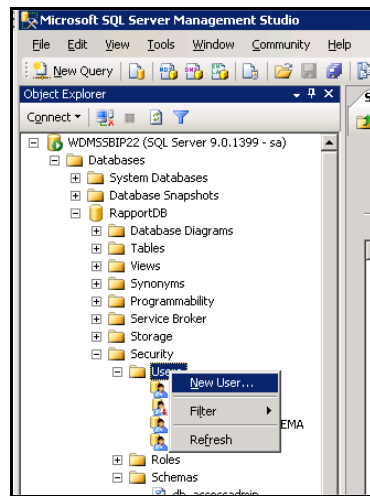 Microsoft SQL Server Management Studio
File Edit View Tools Window Community Help
New Query
Object Explorer
Connect
WDMSSBIP22 (SQL Server 9.0.1399 - sa)
Databases
System Databases
Database Snapshots
RapportDB
Database Diagrams
Tables
Views
Synonyms
Programmability
Service Broker
Storage
Security
Users
New User...
Filter
EMA
Refresh
Roles
Schemas
db_accessadmin